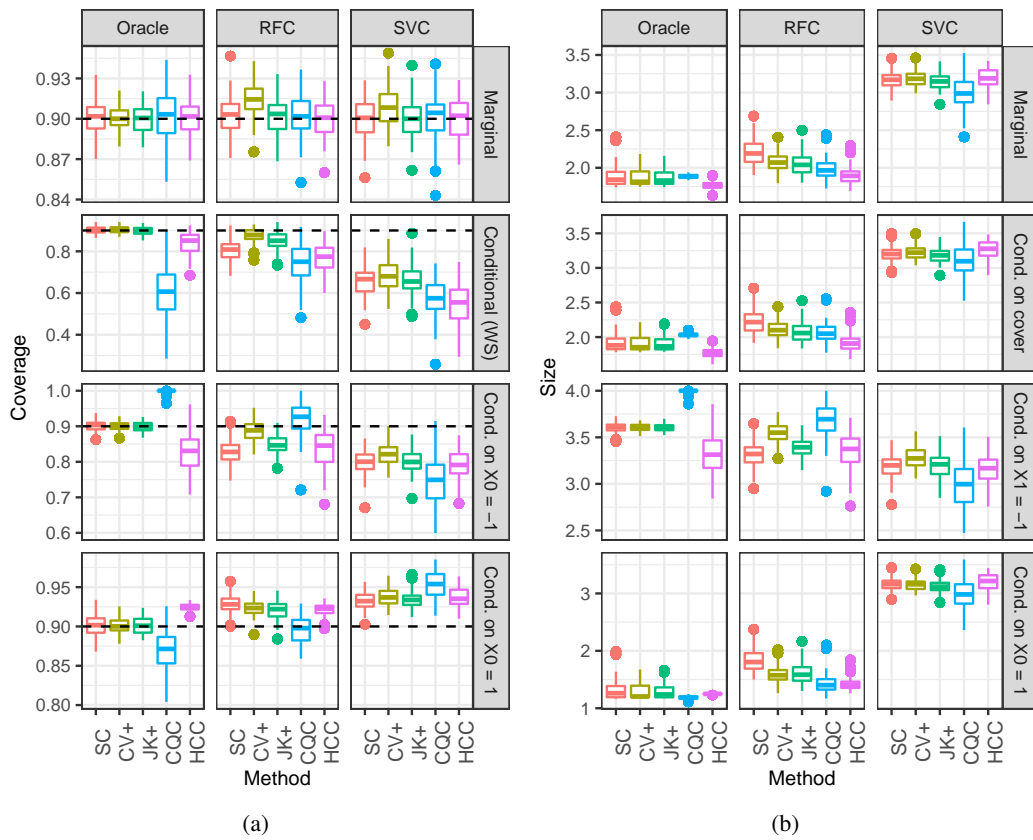 Oracle
RFC
SVC
0.93
0.90
0.87
0.84
Marginal
0.8
0.6
0.4
Conditional (WS)
1.0
0.9
0.8
0.7
0.6
Cond. on X0 = −1
0.95
0.90
0.85
0.80
Cond. on X0 = 1
Coverage
SC
CV+
JK+
CQC
HCC
SC
CV+
JK+
CQC
HCC
SC
CV+
JK+
CQC
HCC
Method
(a)
Oracle
RFC
SVC
3.5
3.0
2.5
2.0
Marginal
3.5
3.0
2.5
2.0
Cond. on cover
4.0
3.5
3.0
2.5
Cond. on X1 = −1
3
2
1
Cond. on X0 = 1
Size
SC
CV+
JK+
CQC
HCC
SC
CV+
JK+
CQC
HCC
SC
CV+
JK+
CQC
HCC
Method
(b)